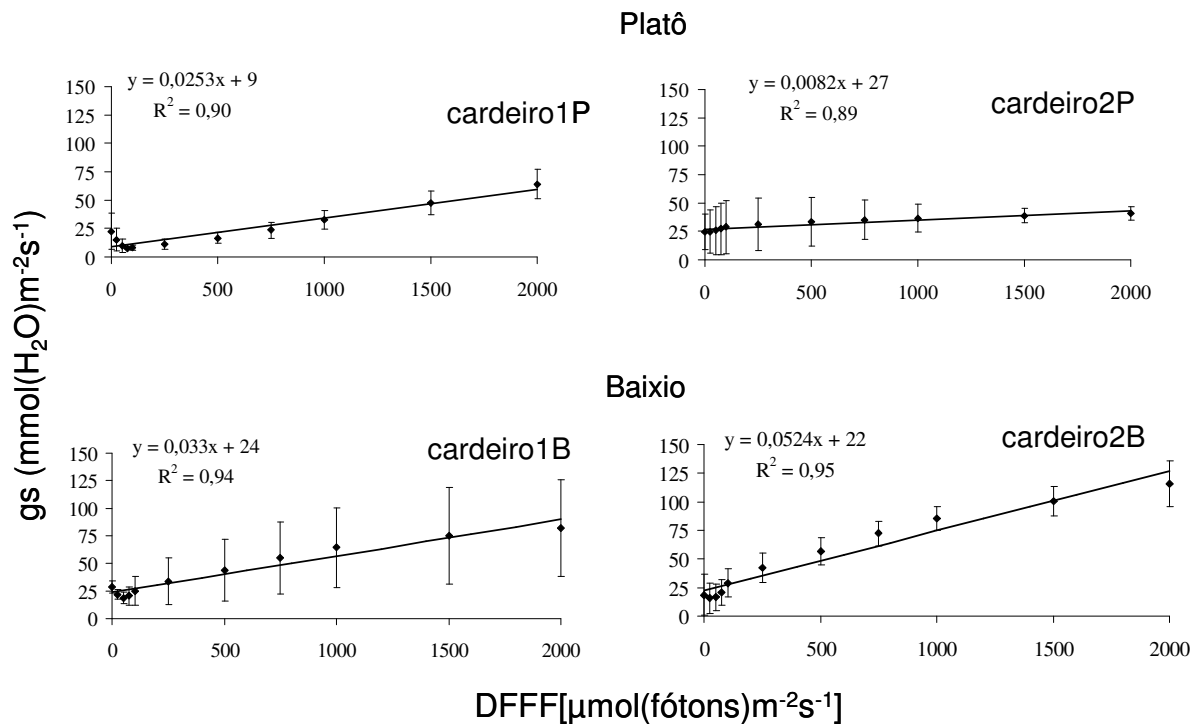 Platô
y = 0,0253x + 9
R² = 0,90
cardeiro1P
150
125
100
75
50
25
0
0 500 1000 1500 2000
y = 0,0082x + 27
R² = 0,89
cardeiro2P
150
125
100
75
50
25
0
0 500 1000 1500 2000
gs (mmol(H₂O)m⁻²s⁻¹)
Baixio
y = 0,033x + 24
R² = 0,94
cardeiro1B
150
125
100
75
50
25
0
0 500 1000 1500 2000
y = 0,0524x + 22
R² = 0,95
cardeiro2B
150
125
100
75
50
25
0
0 500 1000 1500 2000
DFFF[µmol(fótons)m⁻²s⁻¹]